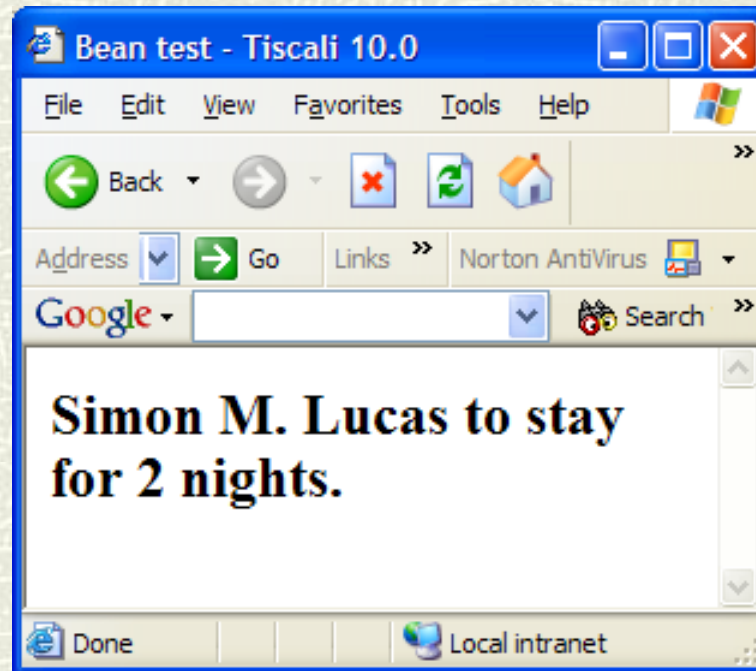 Bean test - Tiscali 10.0
File Edit View Favorites Tools Help
Back
Address Go Links » Norton AntiVirus
Google Search
Simon M. Lucas to stay
for 2 nights.
Done Local intranet